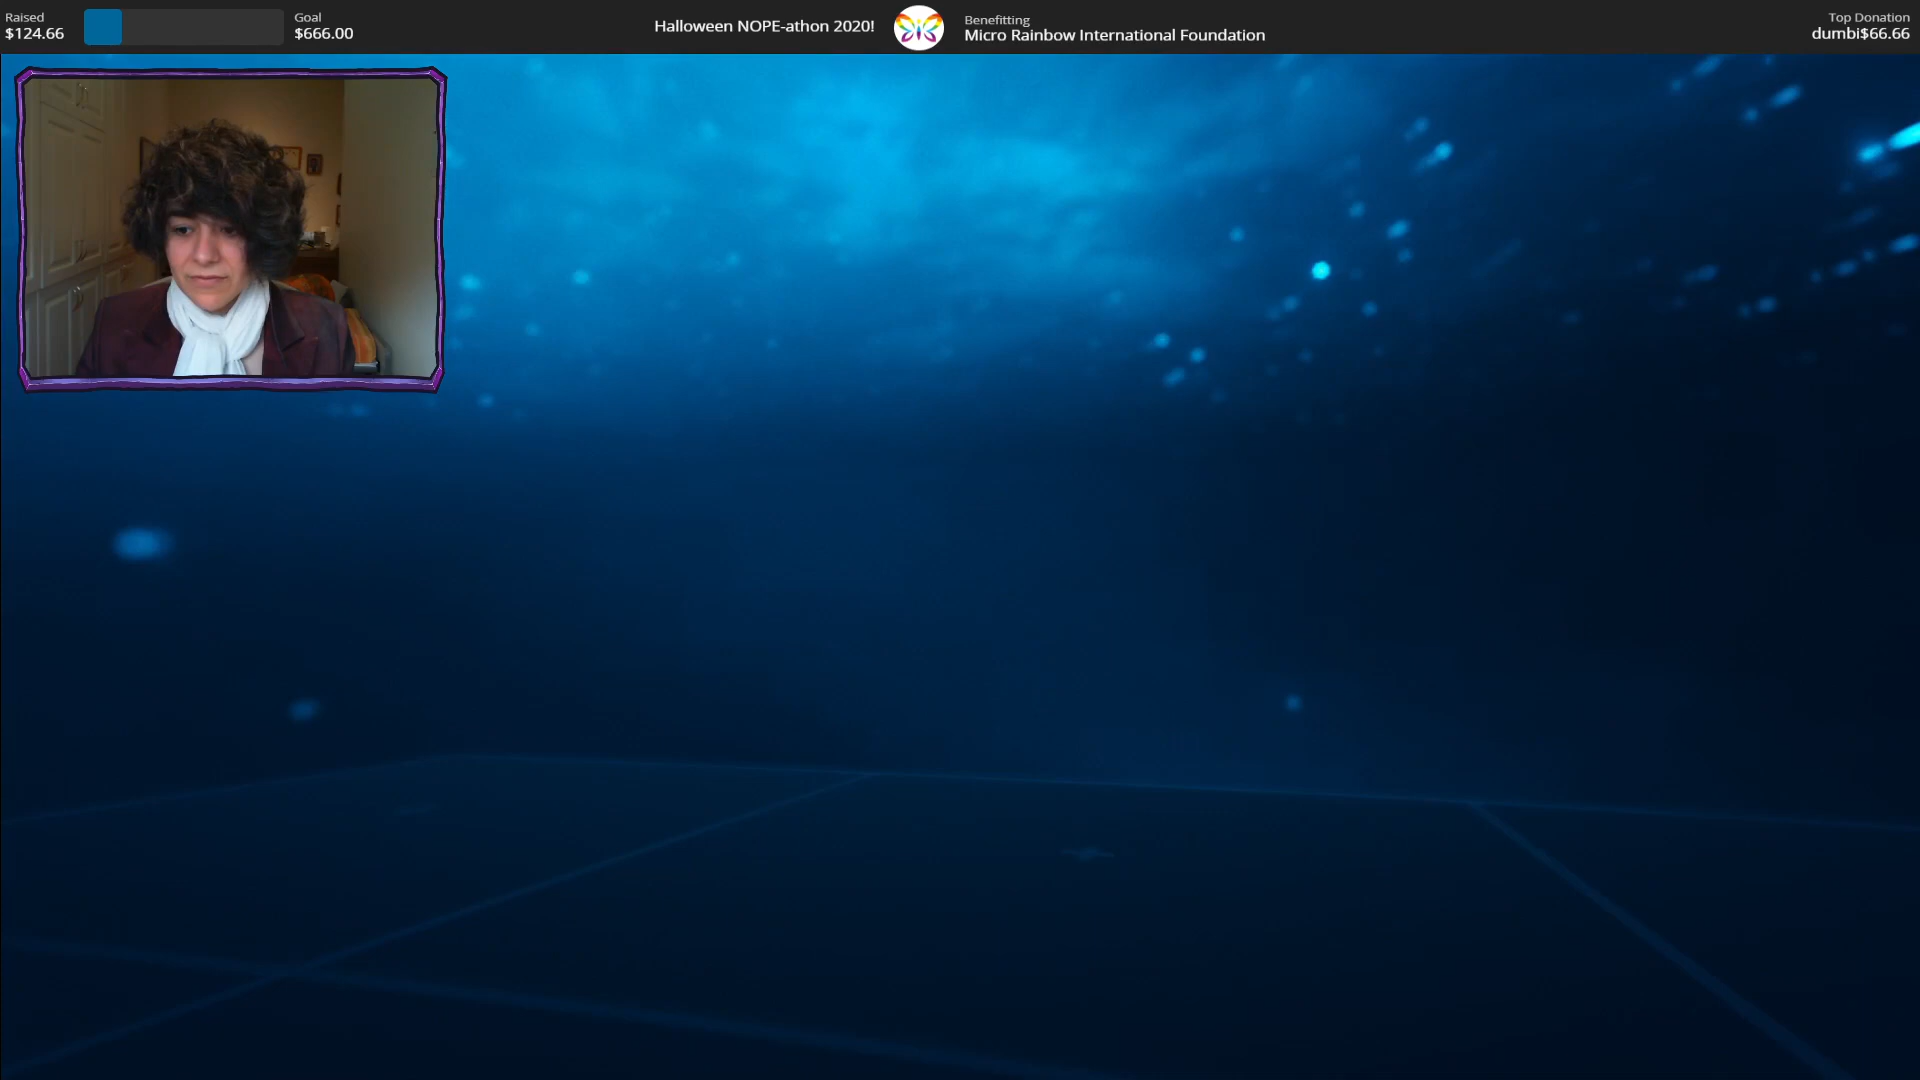 Raised
$124.66
Goal
$666.00
Halloween NOPE-athon 2020!
Benefitting
Micro Rainbow International Foundation
Top Donation
dumbi$66.66